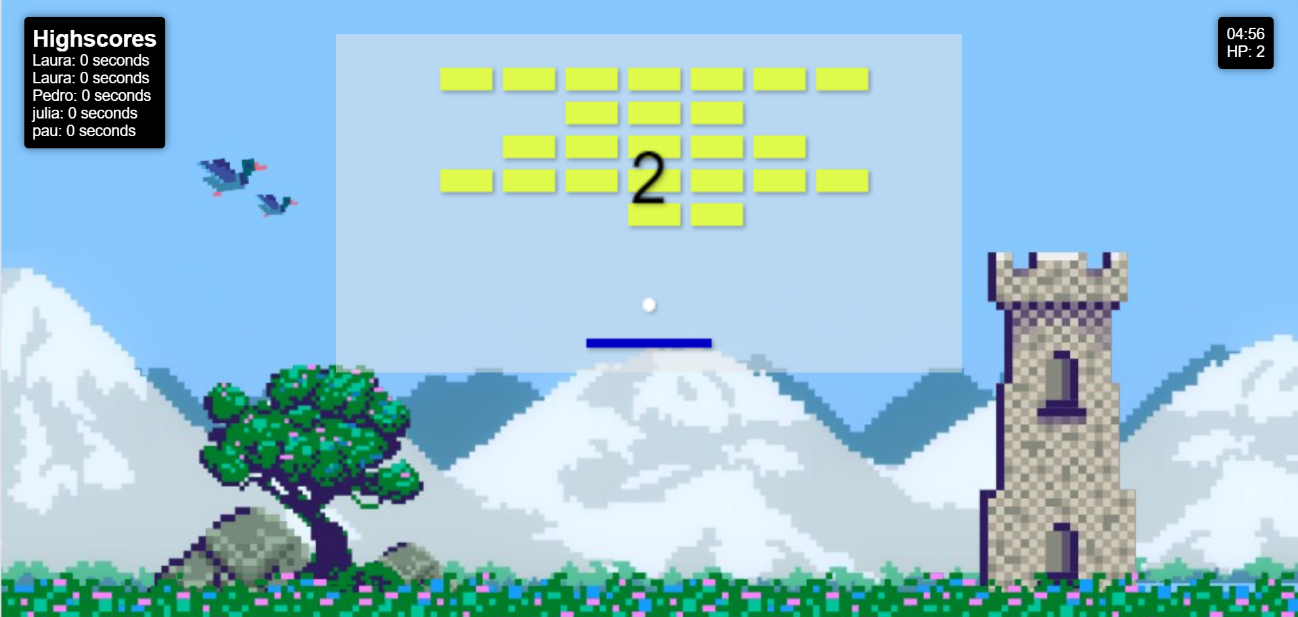 Highscores
Laura: 0 seconds
Laura: 0 seconds
Pedro: 0 seconds
julia: 0 seconds
pau: 0 seconds
04:56
HP: 2
2